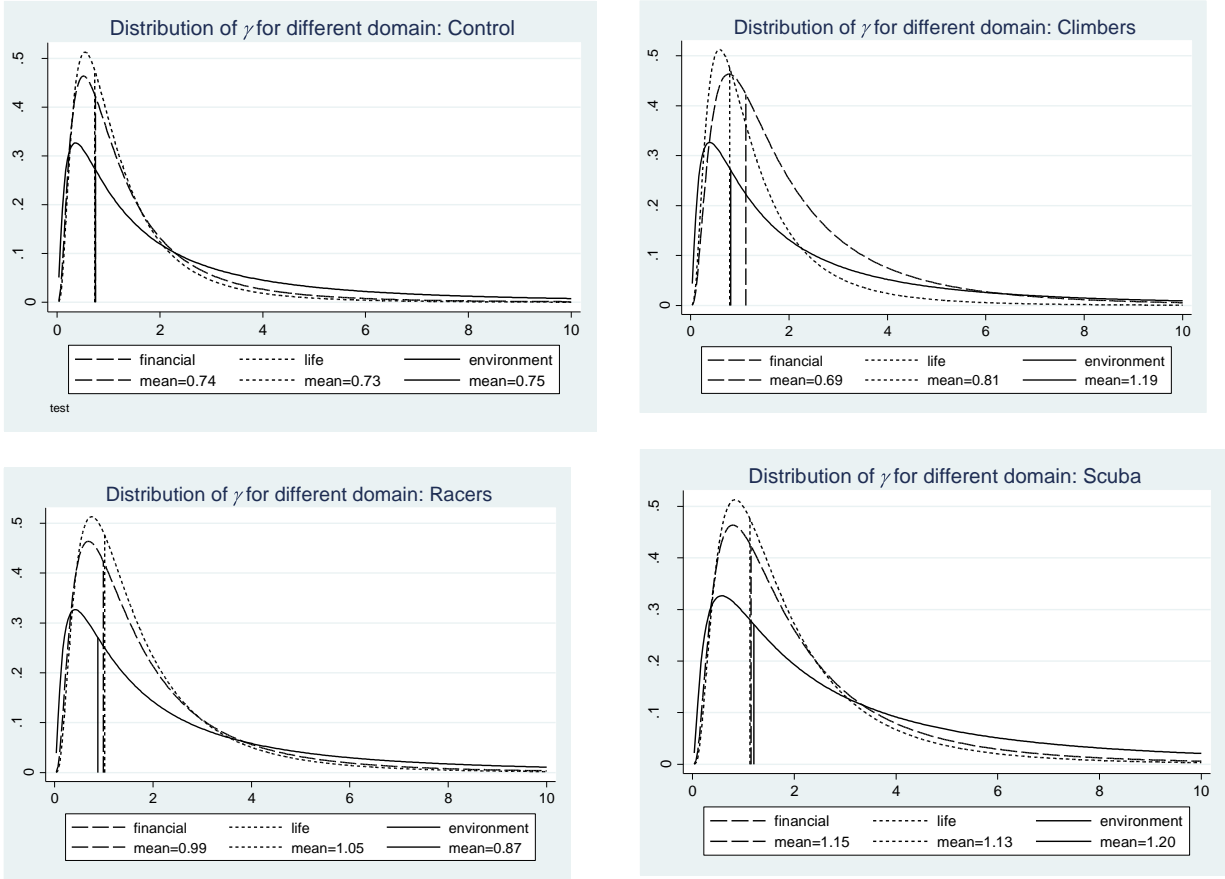 Distribution of γ for different domain: Control
.5
.4
.3
.2
.1
0
0 2 4 6 8 10
financial life environment
mean=0.74 mean=0.73 mean=0.75
test
Distribution of γ for different domain: Climbers
.5
.4
.3
.2
.1
0
0 2 4 6 8 10
financial life environment
mean=0.69 mean=0.81 mean=1.19
Distribution of γ for different domain: Racers
.5
.4
.3
.2
.1
0
0 2 4 6 8 10
financial life environment
mean=0.99 mean=1.05 mean=0.87
Distribution of γ for different domain: Scuba
.5
.4
.3
.2
.1
0
0 2 4 6 8 10
financial life environment
mean=1.15 mean=1.13 mean=1.20